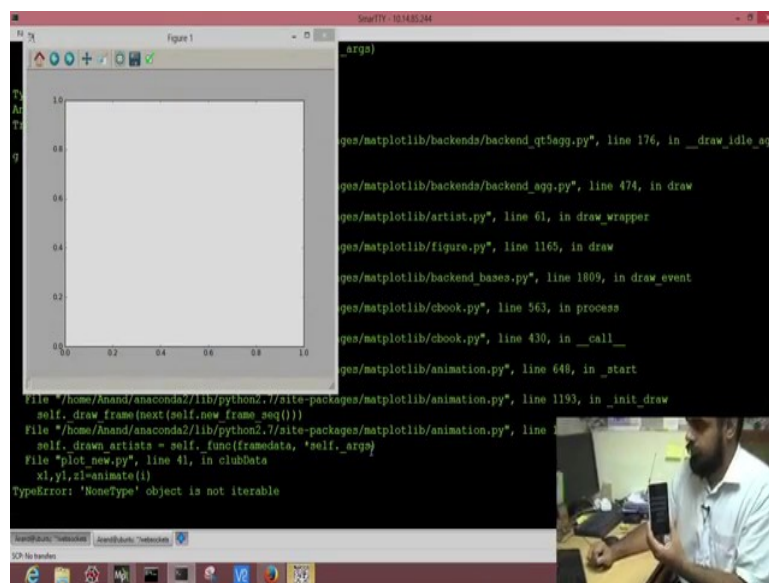 SmarTTY - 10.14.85.244
Figure 1
_args)
1.0
0.8
0.6
0.4
0.2
0.0
0.0 0.2 0.4 0.6 0.8 1.0
ges/matplotlib/backends/backend_qt5agg.py", line 176, in __draw_idle_ag
g
ges/matplotlib/backends/backend_agg.py", line 474, in draw
ges/matplotlib/artist.py", line 61, in draw_wrapper
ges/matplotlib/figure.py", line 1165, in draw
ges/matplotlib/backend_bases.py", line 1809, in draw_event
ges/matplotlib/cbook.py", line 563, in process
ges/matplotlib/cbook.py", line 430, in __call__
ges/matplotlib/animation.py", line 648, in _start
File "/home/Anand/anaconda2/lib/python2.7/site-packages/matplotlib/animation.py", line 1193, in _init_draw
self._draw_frame(next(self.new_frame_seq()))
File "/home/Anand/anaconda2/lib/python2.7/site-packages/matplotlib/animation.py", line 1
self._drawn_artists = self._func(framedata, *self._args)
File "plot_new.py", line 41, in clubData
x1,y1,z1=animate(i)
TypeError: 'NoneType' object is not iterable
Anand@ubuntu: ~/websockets Anand@ubuntu: ~/websockets
SCP: No transfers